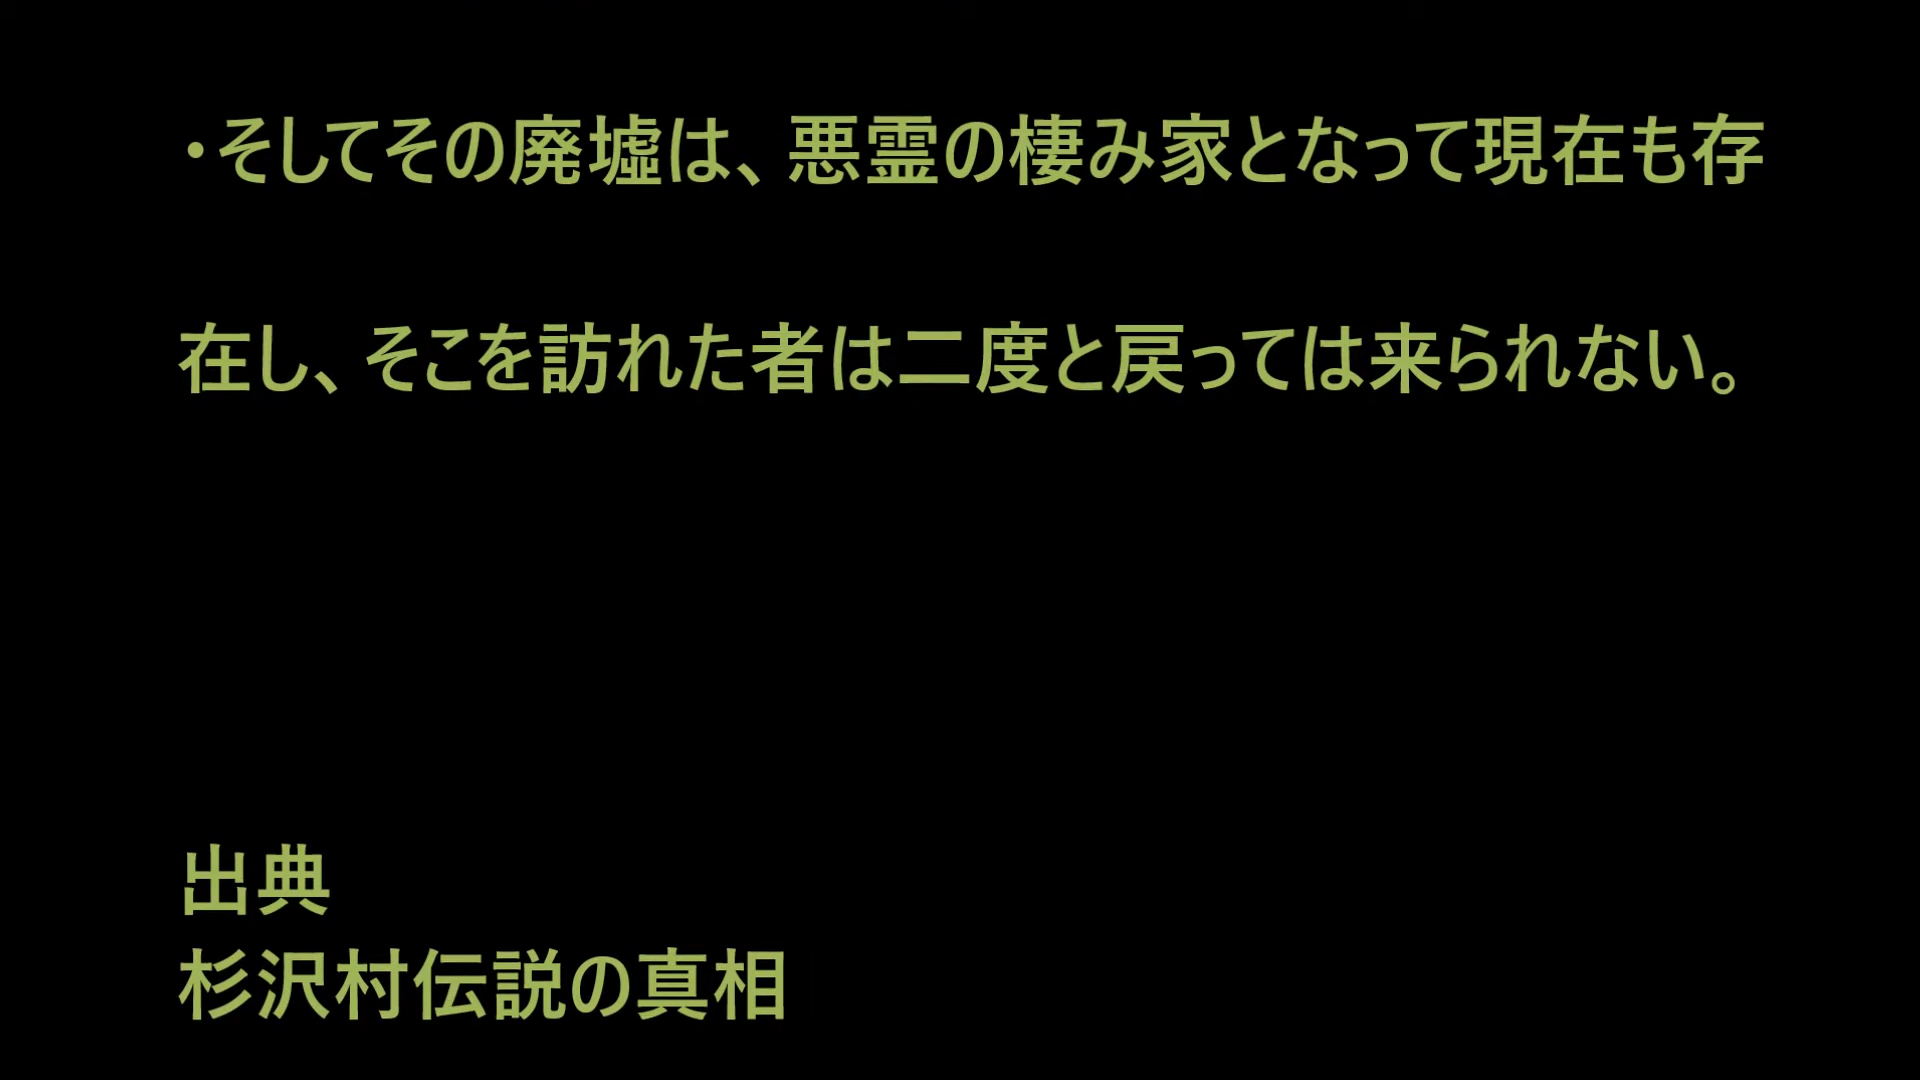 ・そしてその廃墟は、悪霊の棲み家となって現在も存
在し、そこを訪れた者は二度と戻っては来られない。
出典
杉沢村伝説の真相